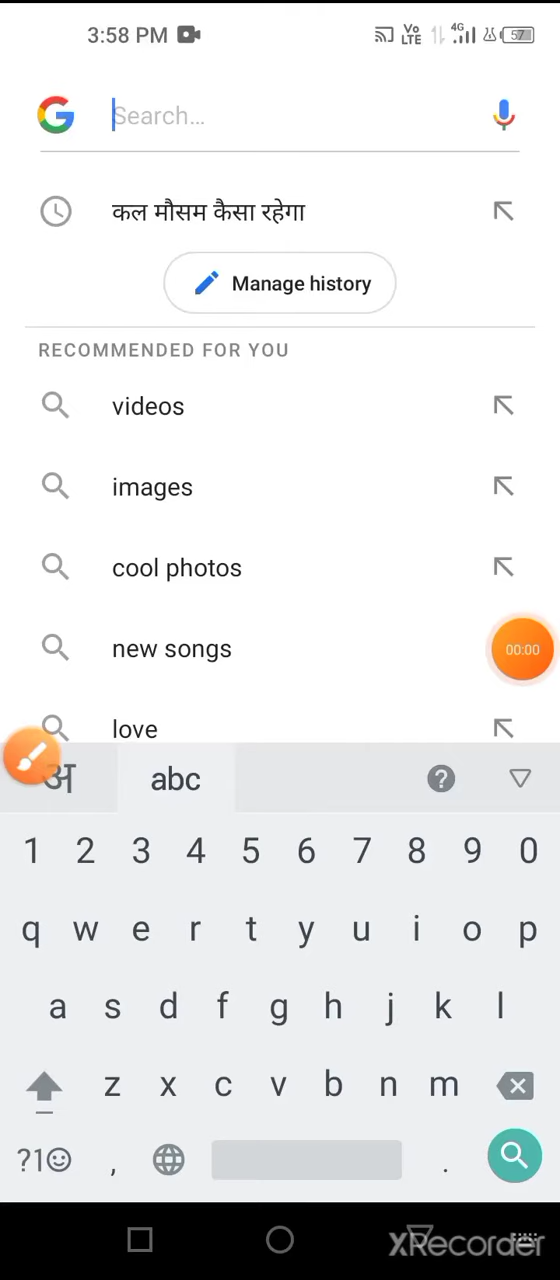 3:58 PM Vo LTE 4G 57
Search...
कल मौसम कैसा रहेगा
Manage history
RECOMMENDED FOR YOU
videos
images
cool photos
new songs
00:00
love
अ abc ?
1 2 3 4 5 6 7 8 9 0
q w e r t y u i o p
a s d f g h j k l
z x c v b n m
?1☺ , .
XRecorder